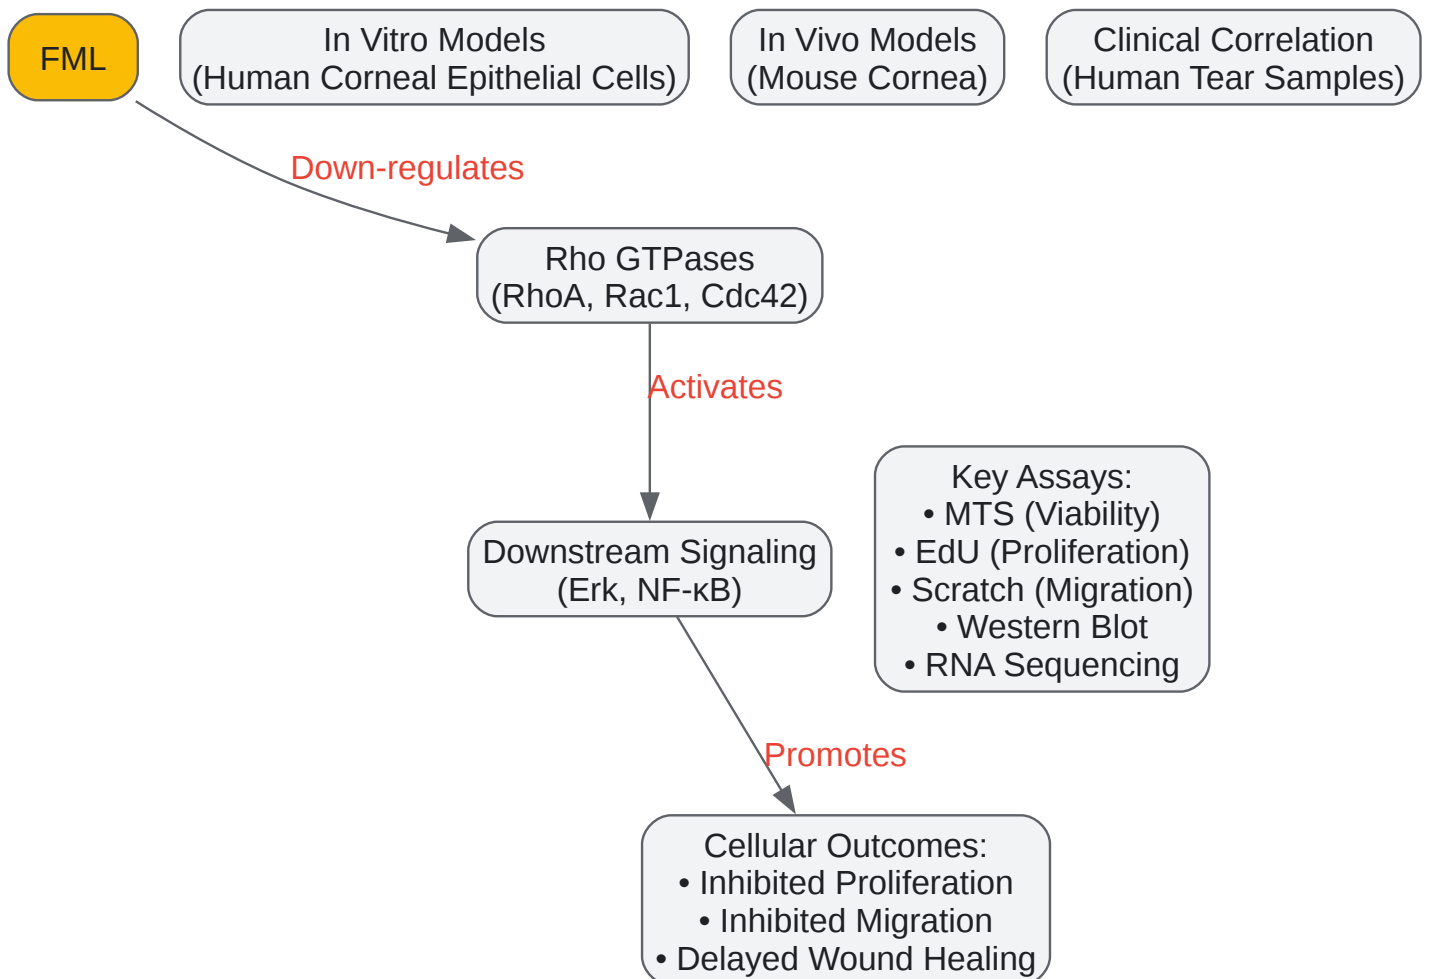 FML
In Vitro Models
(Human Corneal Epithelial Cells)
In Vivo Models
(Mouse Cornea)
Clinical Correlation
(Human Tear Samples)
Down-regulates
Rho GTPases
(RhoA, Rac1, Cdc42)
Activates
Downstream Signaling
(Erk, NF-κB)
Key Assays:
• MTS (Viability)
• EdU (Proliferation)
• Scratch (Migration)
• Western Blot
• RNA Sequencing
Promotes
Cellular Outcomes:
• Inhibited Proliferation
• Inhibited Migration
• Delayed Wound Healing